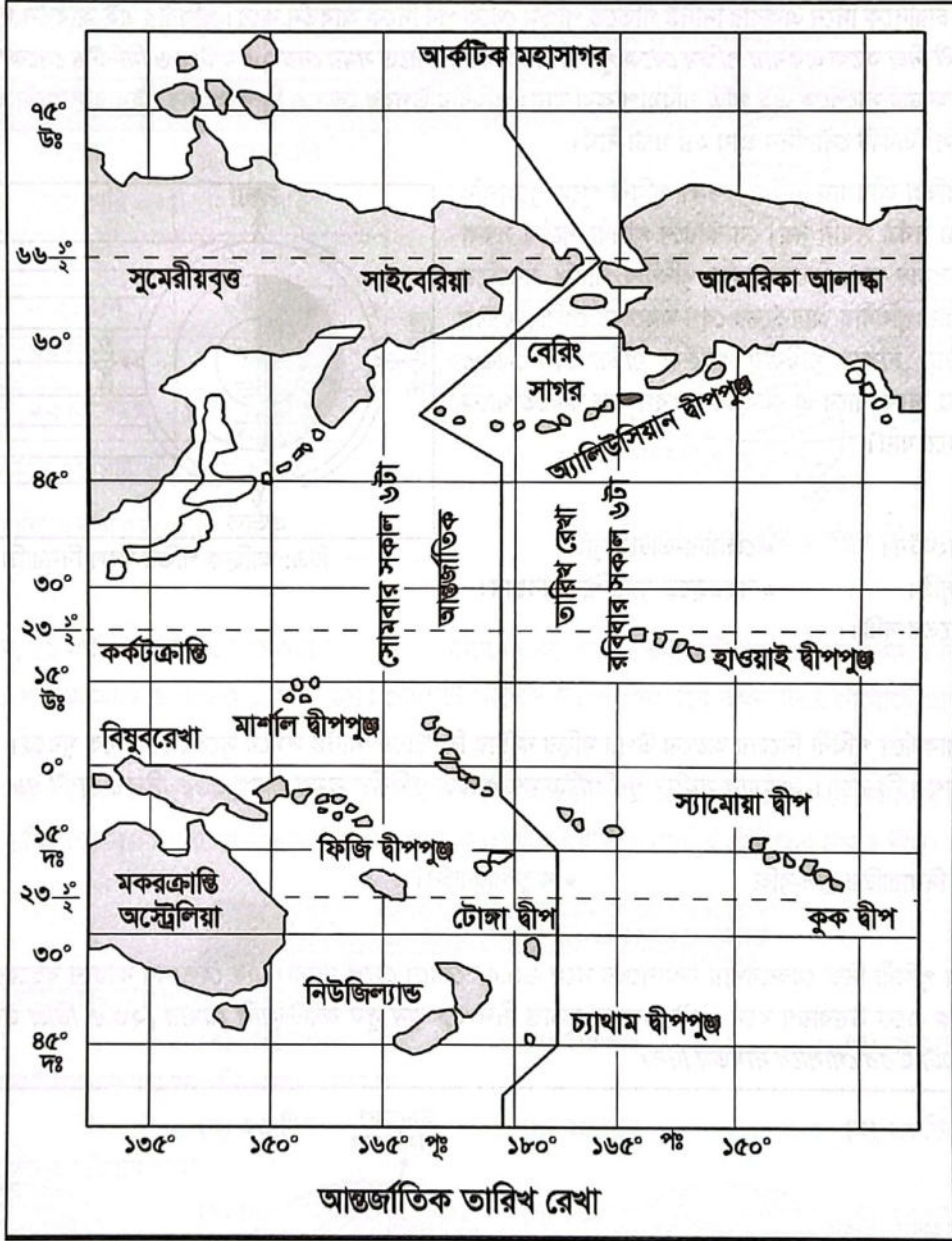 আর্কটিক মহাসাগর
৭৫°
উঃ
৬৬ ১/২°
সুমেরীয়বৃত্ত
সাইবেরিয়া
আমেরিকা আলাস্কা
৬০°
বেরিং
সাগর
অ্যালিউসিয়ান দ্বীপপুঞ্জ
৪৫°
সোমবার সকাল ৬টা
আন্তর্জাতিক
তারিখ রেখা
রবিবার সকাল ৬টা
৩০°
২৩ ১/২°
কর্কটক্রান্তি
হাওয়াই দ্বীপপুঞ্জ
১৫°
উঃ
মার্শাল দ্বীপপুঞ্জ
বিষুবরেখা
০°
স্যামোয়া দ্বীপ
১৫°
দঃ
ফিজি দ্বীপপুঞ্জ
মকরক্রান্তি
২৩ ১/২°
অস্ট্রেলিয়া
টোঙ্গা দ্বীপ
কুক দ্বীপ
৩০°
নিউজিল্যান্ড
চ্যাথাম দ্বীপপুঞ্জ
৪৫°
দঃ
১৩৫° ১৫০° ১৬৫° পূঃ ১৮০° ১৬৫° পঃ ১৫০°
আন্তর্জাতিক তারিখ রেখা